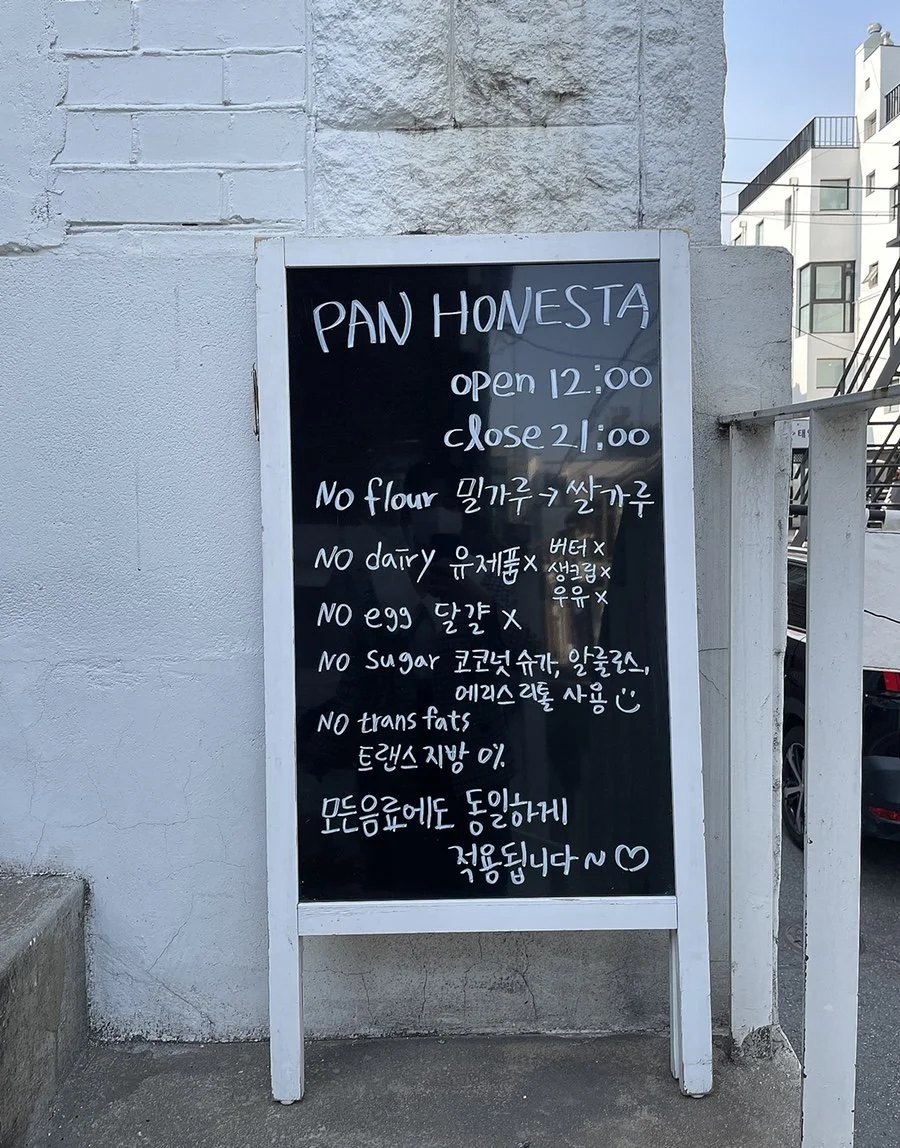 PAN HONESTA
open 12:00
close 21:00
No flour 밀가루 → 쌀가루
NO dairy 유제품x 버터 x
생크림x
우유 x
NO egg 달걀 x
NO sugar 코코넛 슈가, 알룰로스,
에리스리톨 사용
NO trans fats
트랜스 지방 0%
모든음료에도 동일하게
적용됩니다 ~ ♡